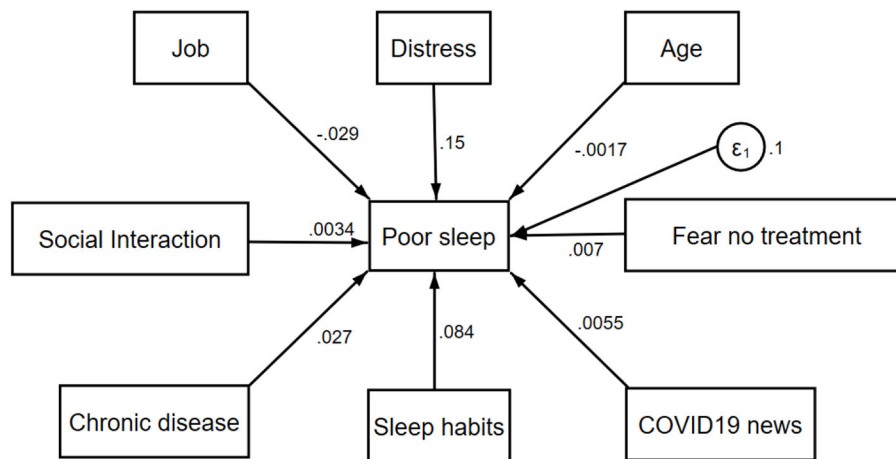 Job
Distress
Age
-.029
.15
-.0017
ε₁
.1
Social Interaction
.0034
Poor sleep
.007
Fear no treatment
.027
.084
.0055
Chronic disease
Sleep habits
COVID19 news